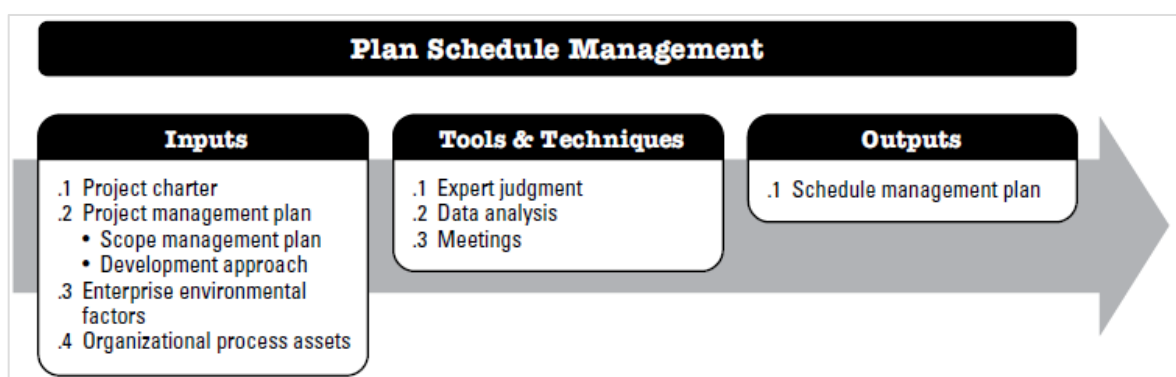 Plan Schedule Management
Inputs
.1 Project charter
.2 Project management plan
• Scope management plan
• Development approach
.3 Enterprise environmental
factors
.4 Organizational process assets
Tools & Techniques
.1 Expert judgment
.2 Data analysis
.3 Meetings
Outputs
.1 Schedule management plan